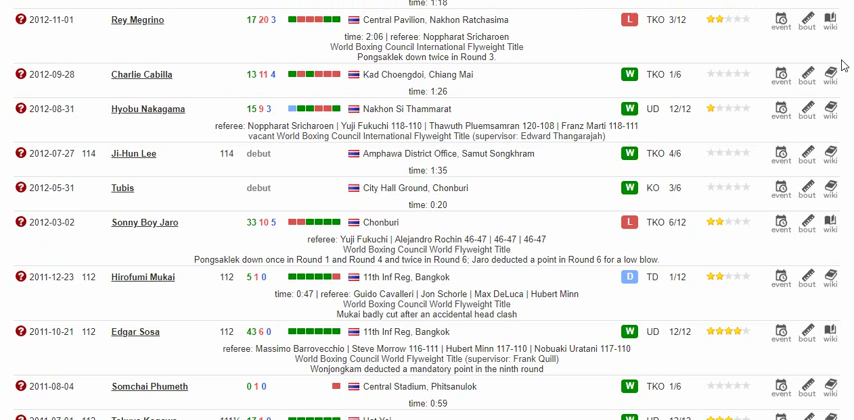 time: 1:18
2012-11-01 Rey Megrino 17 20 3 Central Pavilion, Nakhon Ratchasima L TKO 3/12 event bout wiki
time: 2:06 | referee: Noppharat Sricharoen
World Boxing Council International Flyweight Title
Pongsaklek down twice in Round 3.
2012-09-28 Charlie Cabilla 13 11 4 Kad Choengdoi, Chiang Mai W TKO 1/6 event bout wiki
time: 1:26
2012-08-31 Hyobu Nakagama 15 9 3 Nakhon Si Thammarat W UD 12/12 event bout wiki
referee: Noppharat Sricharoen | Yuji Fukuchi 118-110 | Thawuth Pluemsamran 120-108 | Franz Marti 118-111
vacant World Boxing Council International Flyweight Title (supervisor: Edward Thangarajah)
2012-07-27 114 Ji-Hun Lee 114 debut Amphawa District Office, Samut Songkhram W TKO 4/6 event bout wiki
time: 1:35
2012-05-31 Tubis debut City Hall Ground, Chonburi W KO 3/6 event bout wiki
time: 0:20
2012-03-02 Sonny Boy Jaro 33 10 5 Chonburi L TKO 6/12 event bout wiki
referee: Yuji Fukuchi | Alejandro Rochin 46-47 | 46-47 | 46-47
World Boxing Council World Flyweight Title
Pongsaklek down once in Round 1 and Round 4 and twice in Round 6; Jaro deducted a point in Round 6 for a low blow.
2011-12-23 112 Hirofumi Mukai 112 5 1 0 11th Inf Reg, Bangkok D TD 1/12 event bout wiki
time: 0:47 | referee: Guido Cavalleri | Jon Schorle | Max DeLuca | Hubert Minn
World Boxing Council World Flyweight Title
Mukai badly cut after an accidental head clash
2011-10-21 112 Edgar Sosa 112 43 6 0 11th Inf Reg, Bangkok W UD 12/12 event bout wiki
referee: Massimo Barrovecchio | Steve Morrow 116-111 | Hubert Minn 117-110 | Nobuaki Uratani 117-110
World Boxing Council World Flyweight Title (supervisor: Frank Quill)
Wonjongkam deducted a mandatory point in the ninth round
2011-08-04 Somchai Phumeth 0 1 0 Central Stadium, Phitsanulok W TKO 1/6 event bout wiki
time: 0:59